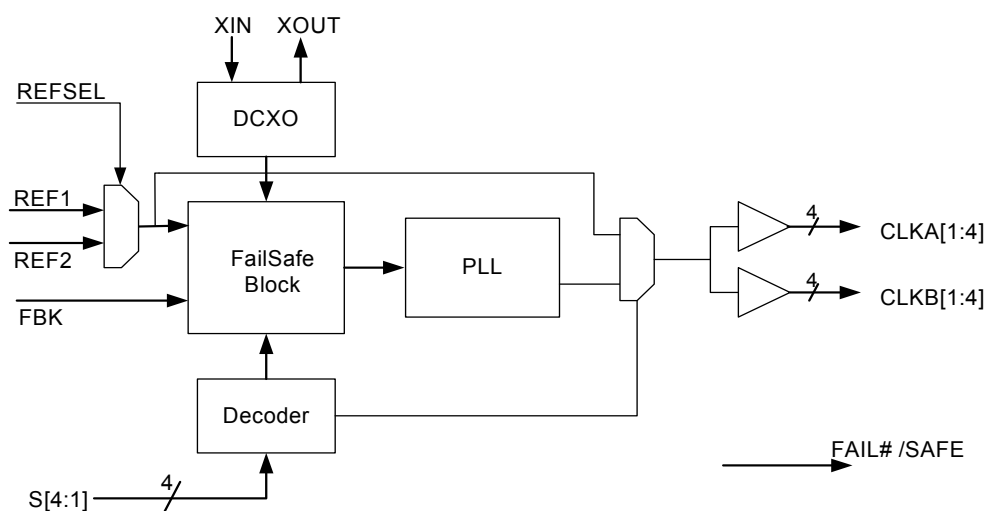 XIN XOUT
REFSEL
DCXO
REF1
REF2
FailSafe
Block
PLL
4
CLKA[1:4]
4
CLKB[1:4]
FBK
Decoder
FAIL# /SAFE
4
S[4:1]